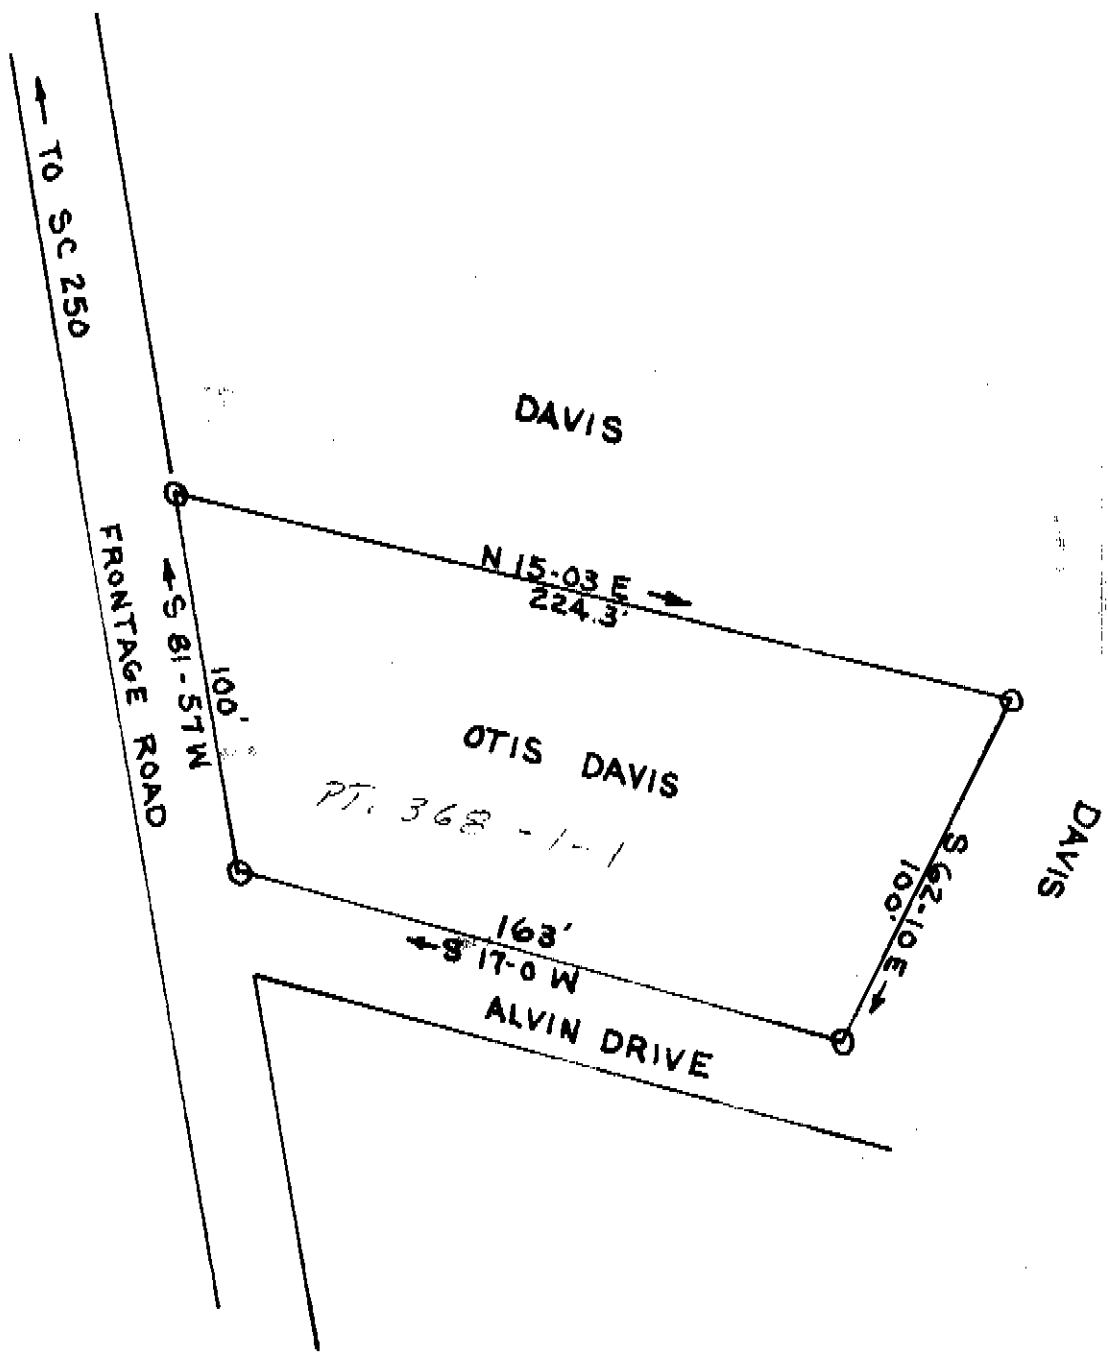 ← TO SC 250
DAVIS
FRONTAGE ROAD
N 15-03 E →
224.3'
← S 81-57 W
100'
OTIS DAVIS
PT. 368 - 1 - 1
DAVIS
S 62-10 E →
100'
163'
← S 17-0 W
ALVIN DRIVE